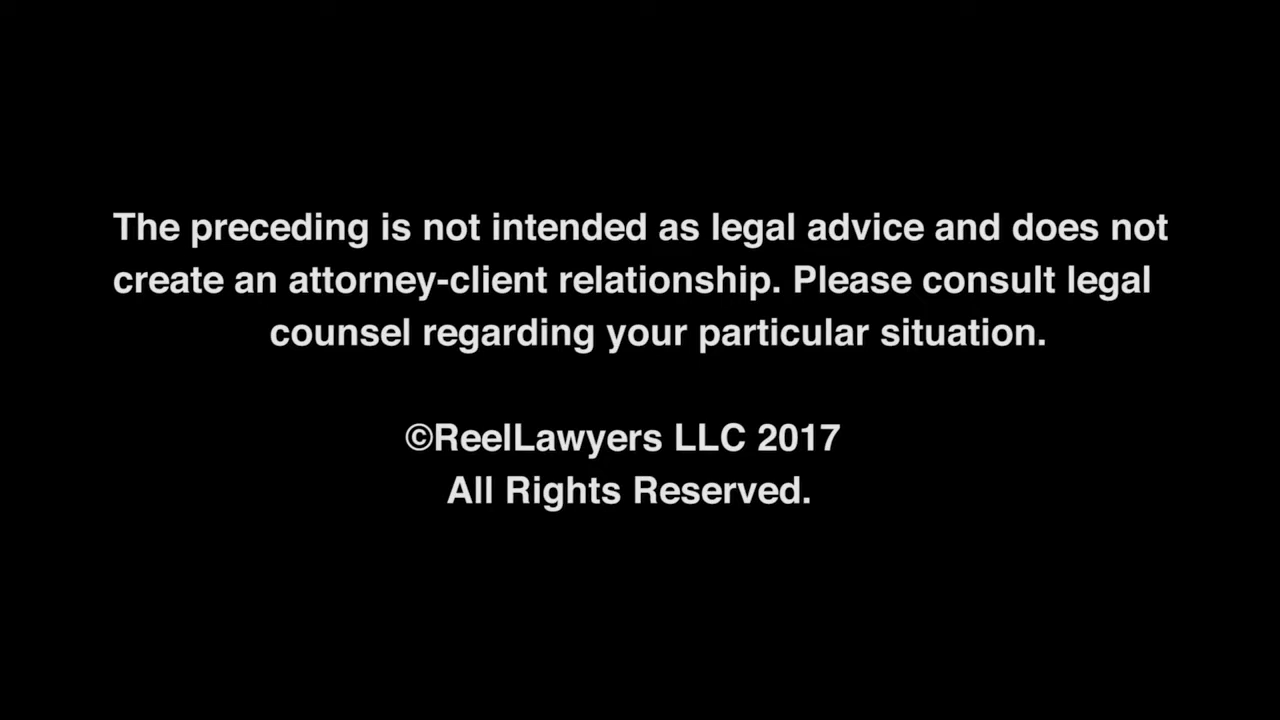 The preceding is not intended as legal advice and does not
create an attorney-client relationship. Please consult legal
counsel regarding your particular situation.
©ReelLawyers LLC 2017
All Rights Reserved.